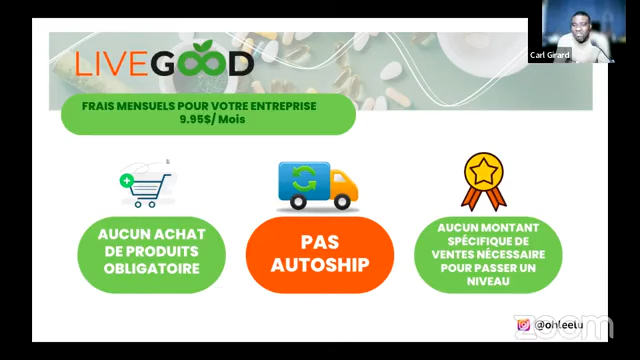 LIVEGOOD
Carl Girard
FRAIS MENSUELS POUR VOTRE ENTREPRISE
9.95$/ Mois
AUCUN ACHAT
DE PRODUITS
OBLIGATOIRE
PAS
AUTOSHIP
AUCUN MONTANT
SPÉCIFIQUE DE
VENTES NÉCESSAIRE
POUR PASSER UN
NIVEAU
@ohleelu
zoom